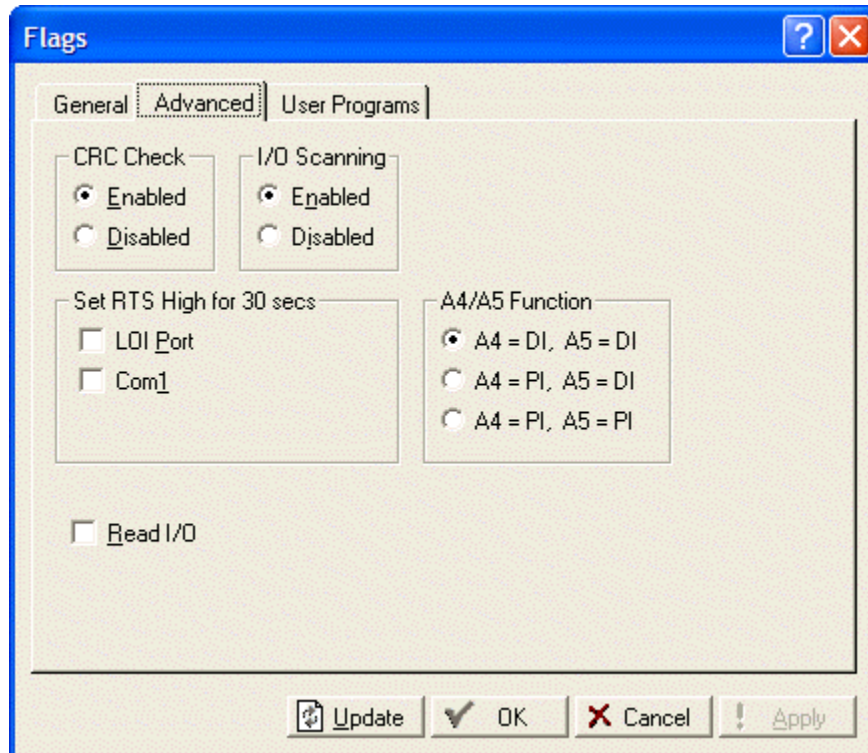 Flags
General Advanced User Programs
CRC Check I/O Scanning
Enabled Enabled
Disabled Disabled
Set RTS High for 30 secs A4/A5 Function
LOI Port A4 = DI, A5 = DI
Com1 A4 = PI, A5 = DI
A4 = PI, A5 = PI
Read I/O
Update OK Cancel Apply